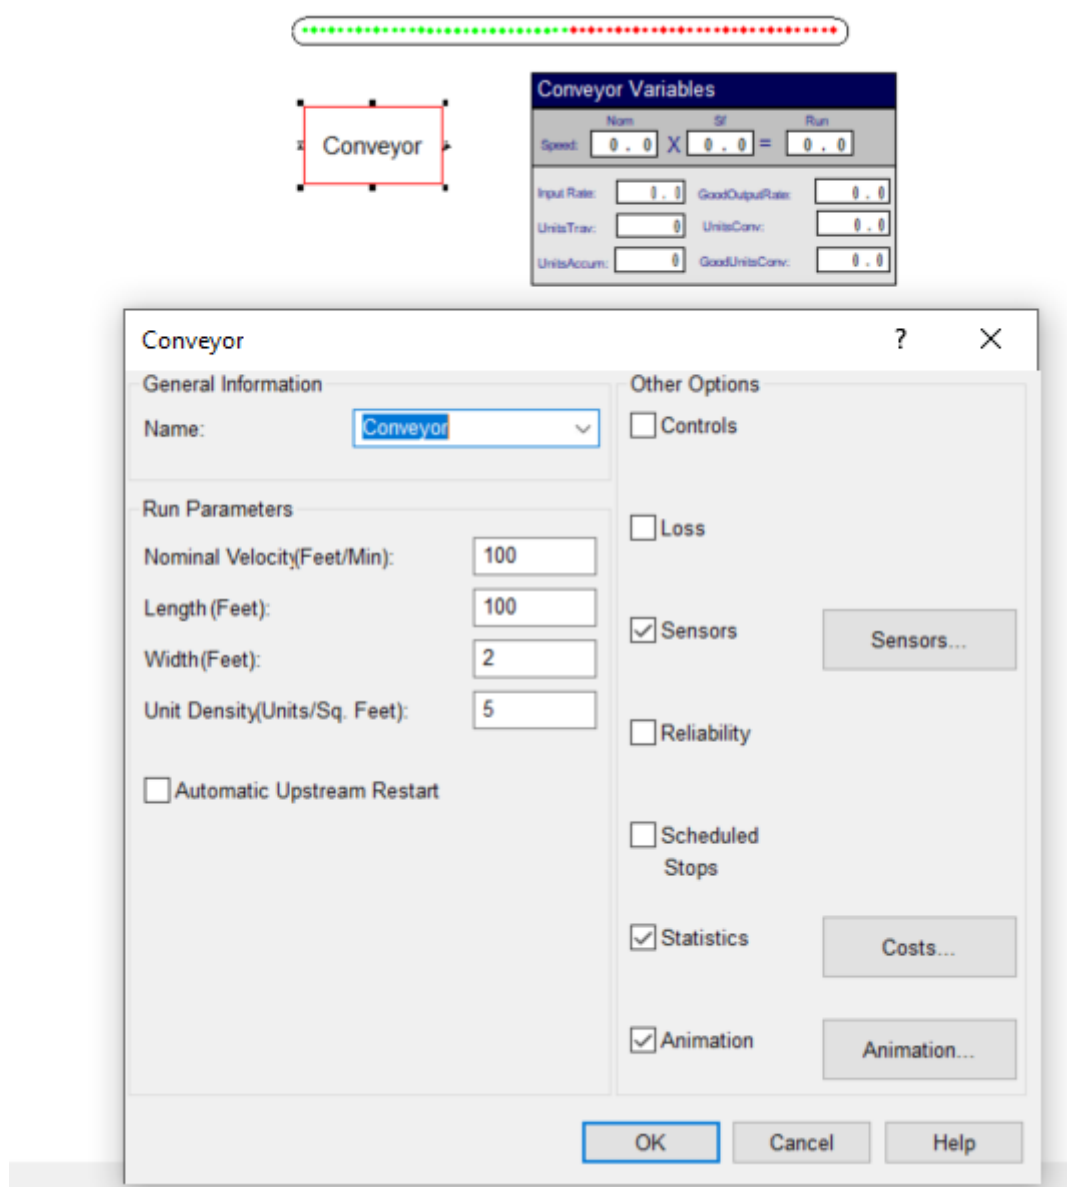 Conveyor
Conveyor Variables
Nom Sf Run
Speed: 0.0 X 0.0 = 0.0
Input Rate: 0.0 GoodOutputRate: 0.0
UnitsTrav: 0 UnitsConv: 0.0
UnitsAccum: 0 GoodUnitsConv: 0.0
Conveyor ?
General Information
Name: Conveyor
Run Parameters
Nominal Velocity(Feet/Min): 100
Length (Feet): 100
Width(Feet): 2
Unit Density(Units/Sq. Feet): 5
Automatic Upstream Restart
Other Options
Controls
Loss
Sensors Sensors...
Reliability
Scheduled
Stops
Statistics Costs...
Animation Animation...
OK Cancel Help